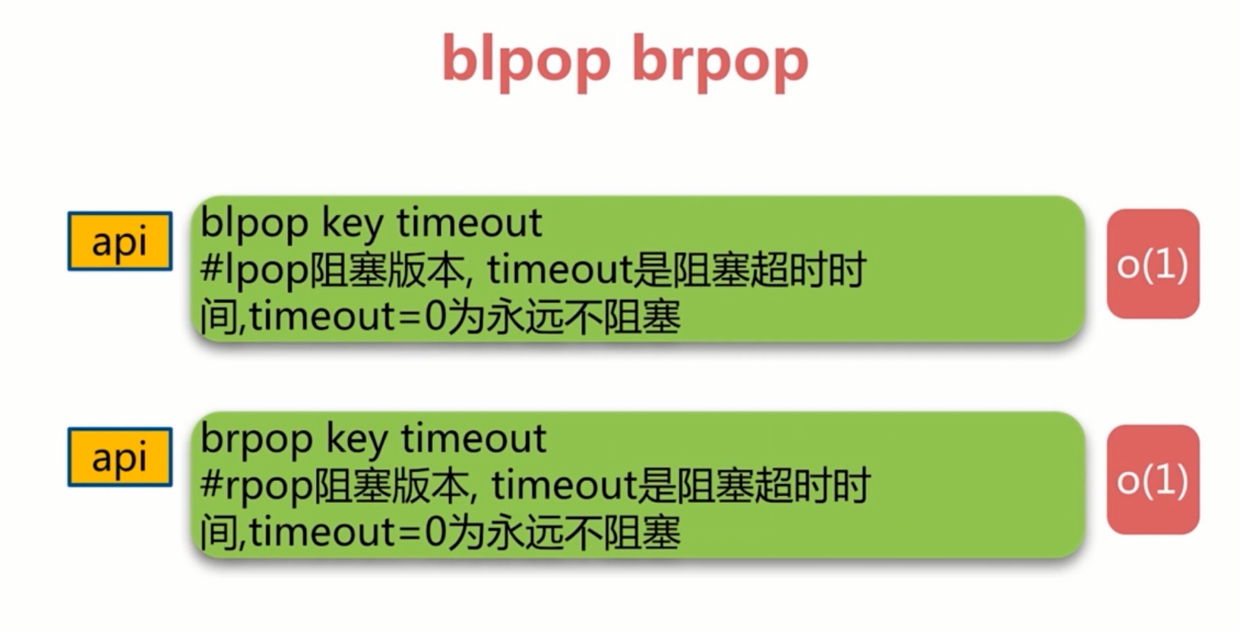 blpop brpop
api
blpop key timeout
#lpop阻塞版本, timeout是阻塞超时时
间,timeout=0为永远不阻塞
o(1)
api
brpop key timeout
#rpop阻塞版本, timeout是阻塞超时时
间,timeout=0为永远不阻塞
o(1)